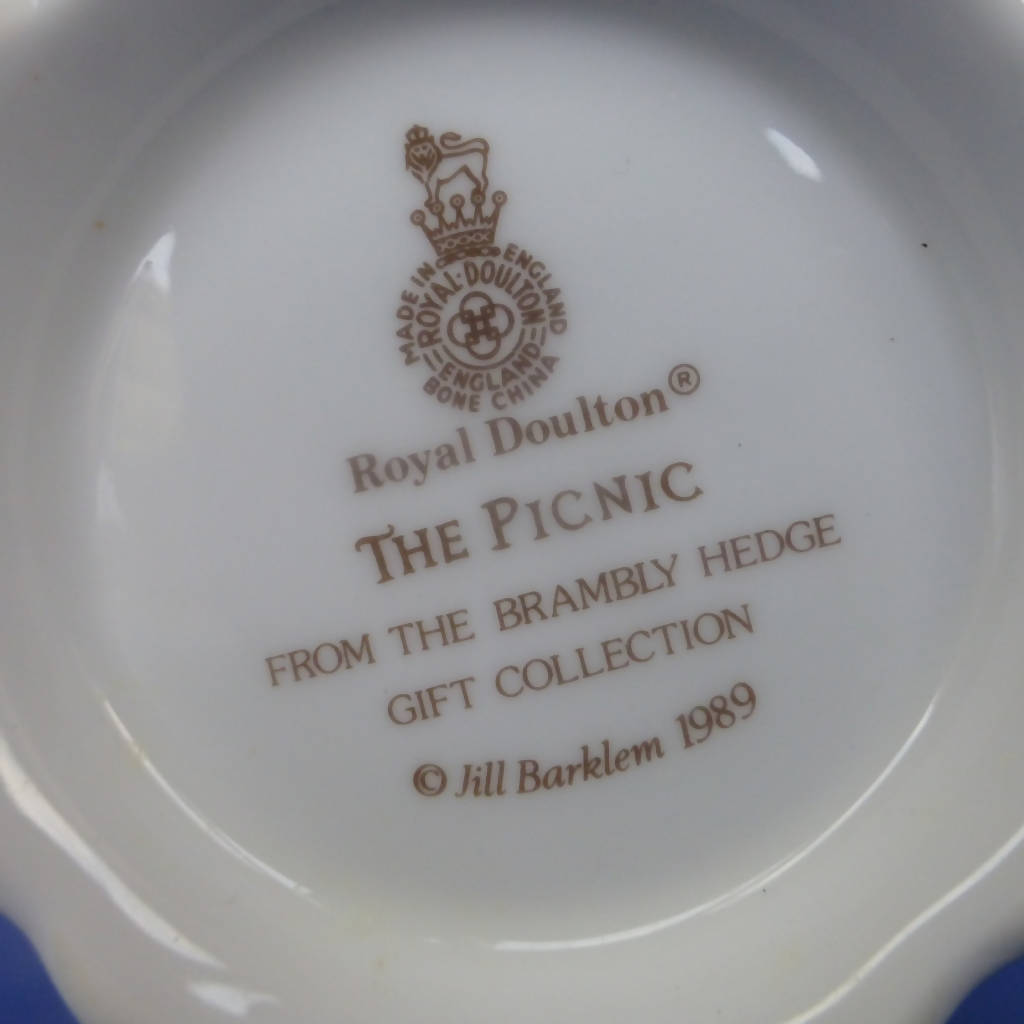 MADE IN ENGLAND
ROYAL · DOULTON
ENGLAND
BONE CHINA
Royal Doulton®
THE PICNIC
FROM THE BRAMBLY HEDGE
GIFT COLLECTION
© Jill Barklem 1989